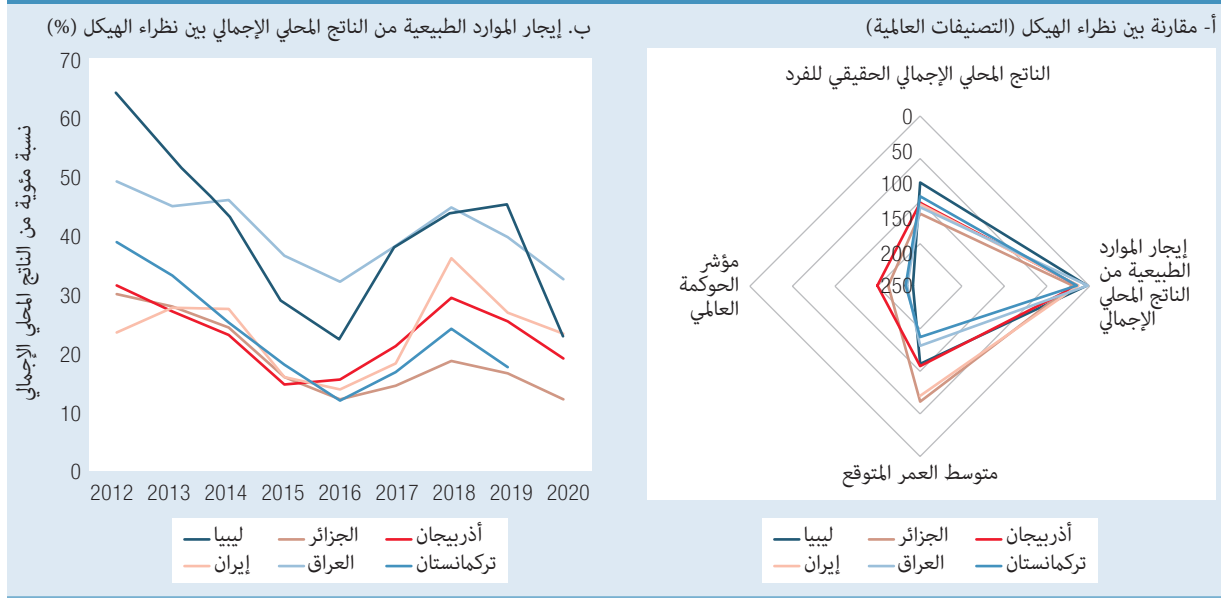 أ- مقارنة بين نظراء الهيكل (التصنيفات العالمية)
الناتج المحلي الإجمالي الحقيقي للفرد
0
50
100
150
200
250
إيجار الموارد
الطبيعية من
الناتج المحلي
الإجمالي
مؤشر
الحوكمة
العالمي
متوسط العمر المتوقع
أذربيجان
الجزائر
ليبيا
تركمانستان
العراق
إيران
ب. إيجار الموارد الطبيعية من الناتج المحلي الإجمالي بين نظراء الهيكل (%)
نسبة مئوية من الناتج المحلي الإجمالي
70
60
50
40
30
20
10
0
2012 2013 2014 2015 2016 2017 2018 2019 2020
أذربيجان
الجزائر
ليبيا
تركمانستان
العراق
إيران